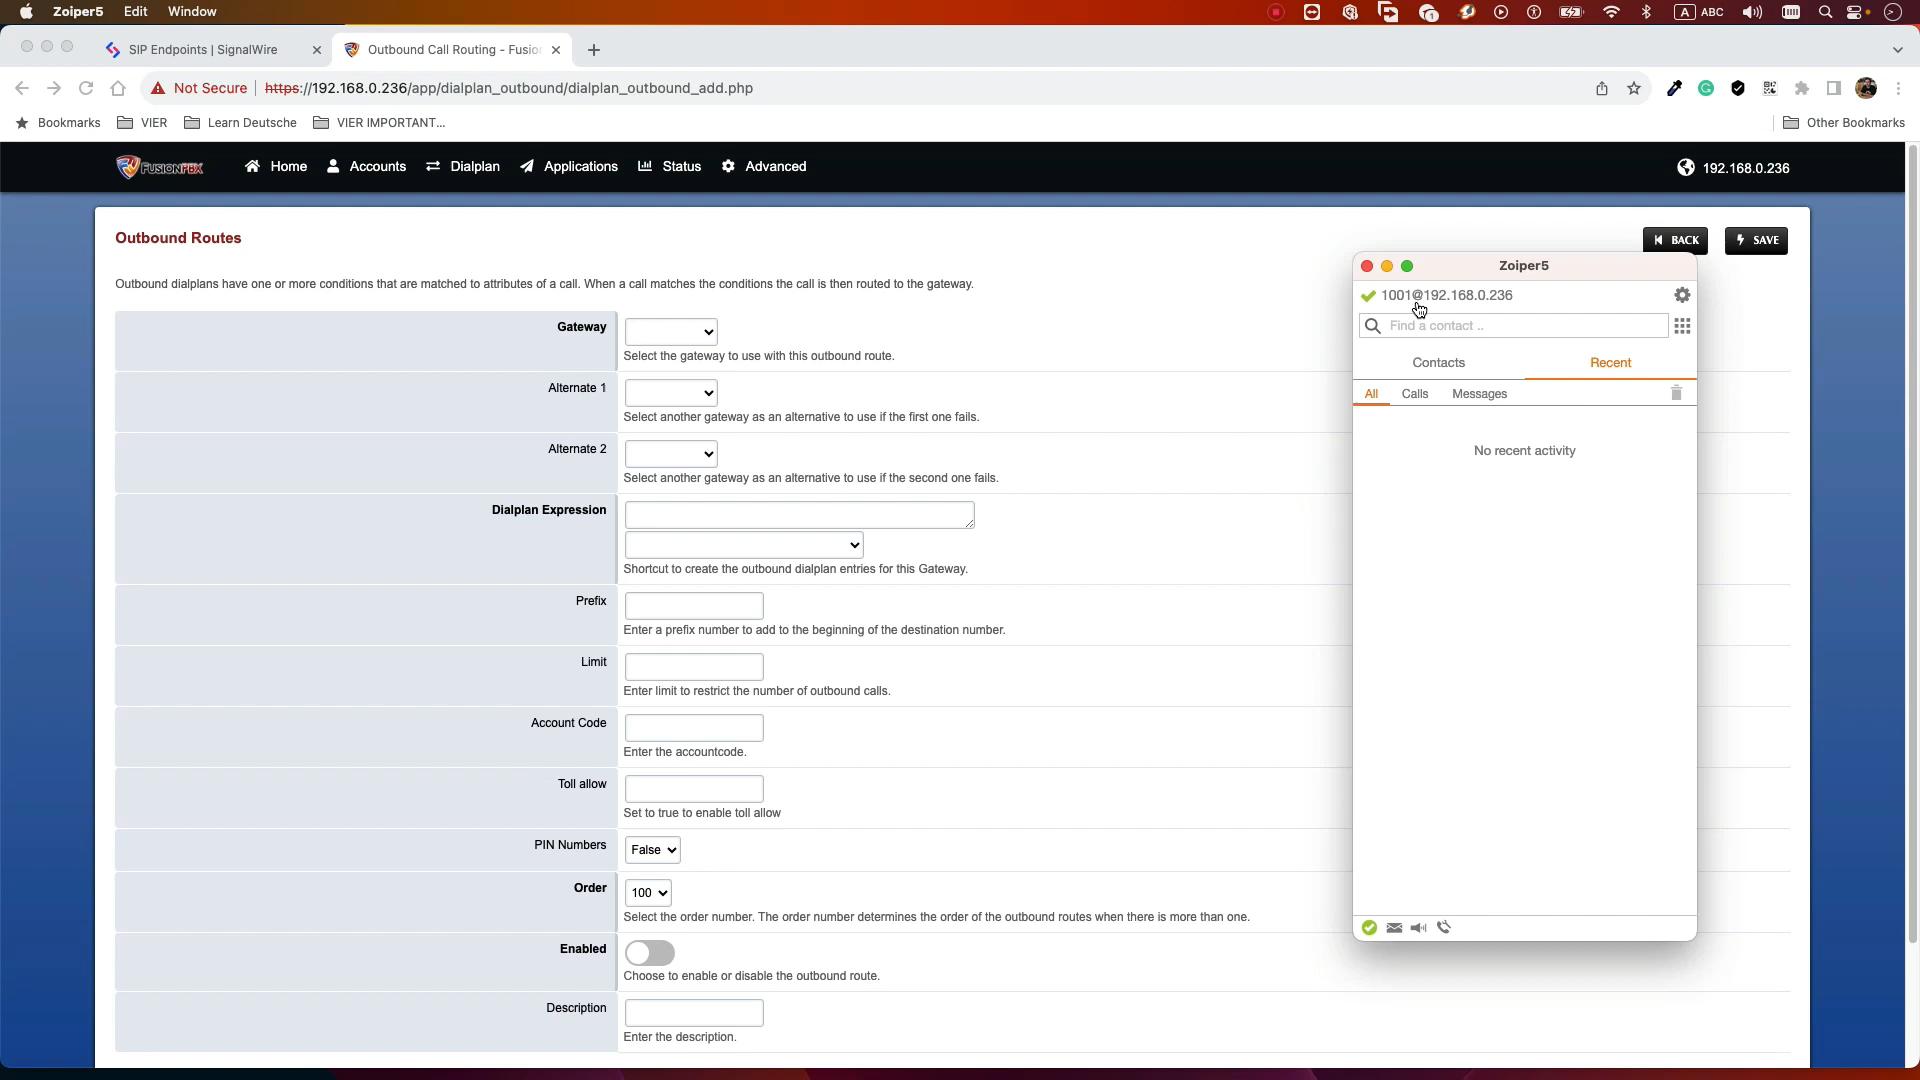 Zoiper5 Edit Window
A ABC
SIP Endpoints | SignalWire
Outbound Call Routing - Fusion
Not Secure https://192.168.0.236/app/dialplan_outbound/dialplan_outbound_add.php
Bookmarks VIER Learn Deutsche VIER IMPORTANT... Other Bookmarks
FUSIONPBX Home Accounts Dialplan Applications Status Advanced 192.168.0.236
Outbound Routes
BACK SAVE
Outbound dialplans have one or more conditions that are matched to attributes of a call. When a call matches the conditions the call is then routed to the gateway.
Gateway
Select the gateway to use with this outbound route.
Alternate 1
Select another gateway as an alternative to use if the first one fails.
Alternate 2
Select another gateway as an alternative to use if the second one fails.
Dialplan Expression
Shortcut to create the outbound dialplan entries for this Gateway.
Prefix
Enter a prefix number to add to the beginning of the destination number.
Limit
Enter limit to restrict the number of outbound calls.
Account Code
Enter the accountcode.
Toll allow
Set to true to enable toll allow
PIN Numbers
False
Order
100
Select the order number. The order number determines the order of the outbound routes when there is more than one.
Enabled
Choose to enable or disable the outbound route.
Description
Enter the description.
Zoiper5
1001@192.168.0.236
Find a contact ..
Contacts Recent
All Calls Messages
No recent activity